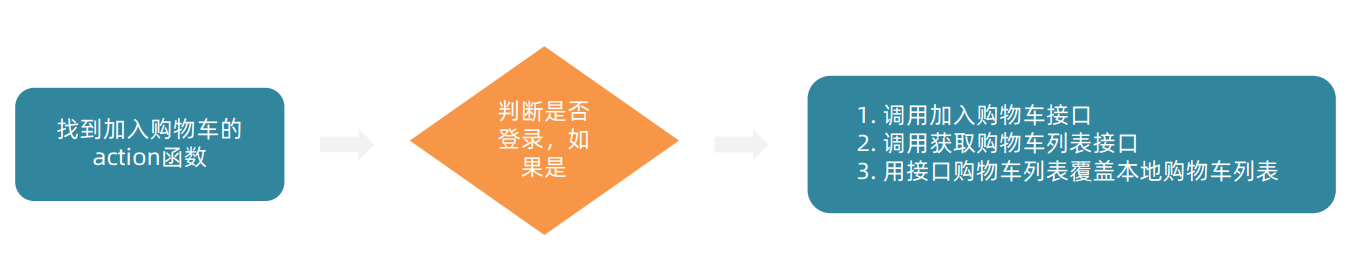 找到加入购物车的
action函数
判断是否
登录，如
果是
1. 调用加入购物车接口
2. 调用获取购物车列表接口
3. 用接口购物车列表覆盖本地购物车列表